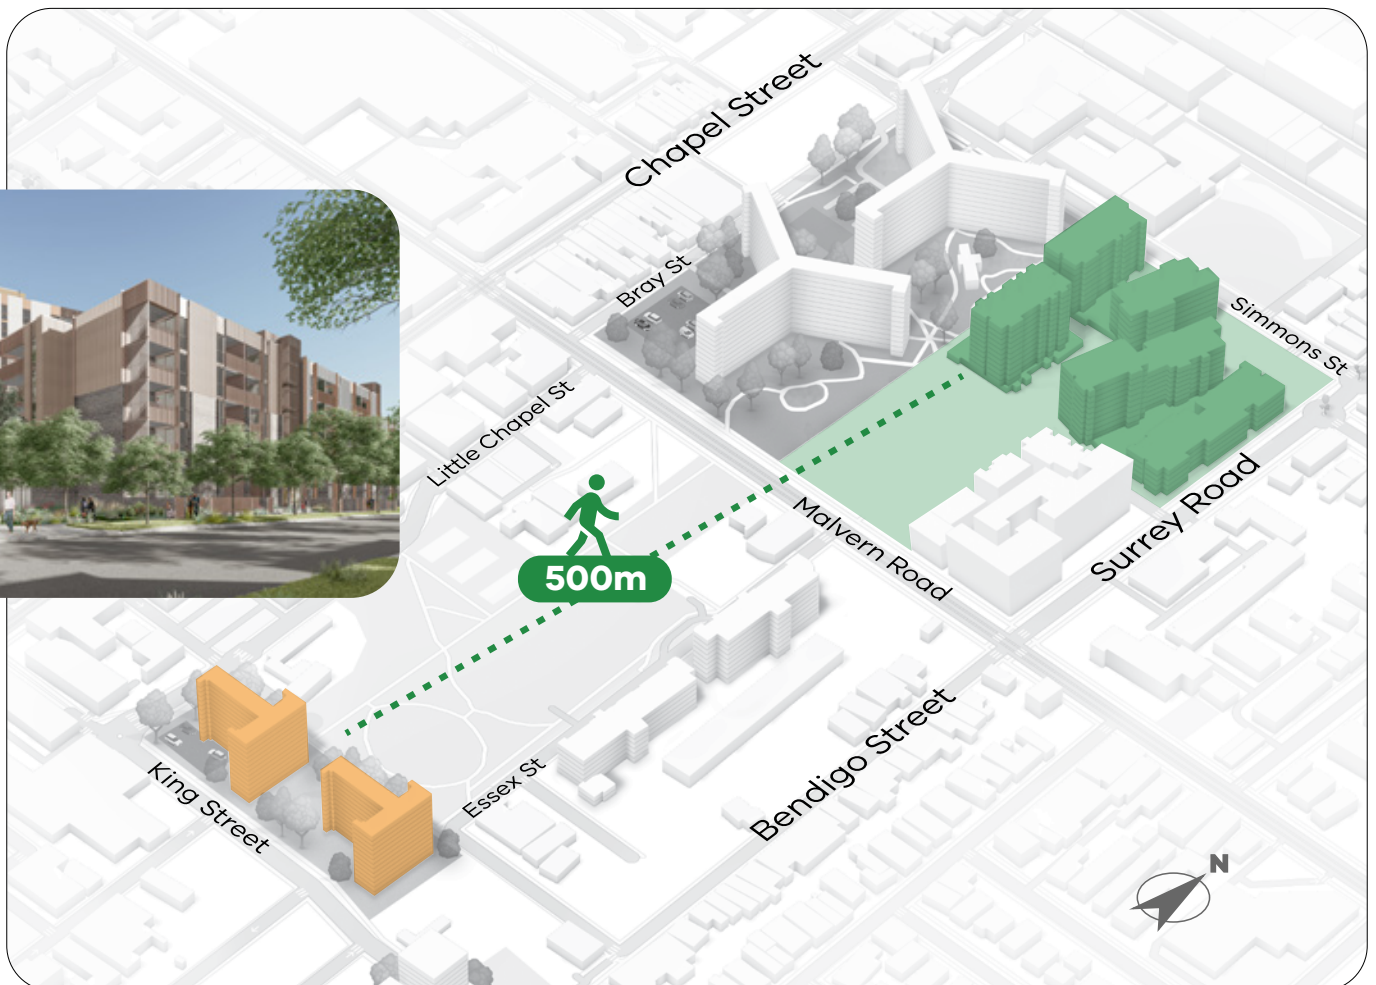 Chapel Street
Bray St
Simmons St
Little Chapel St
Malvern Road
Surrey Road
500m
King Street
Essex St
Bendigo Street
N